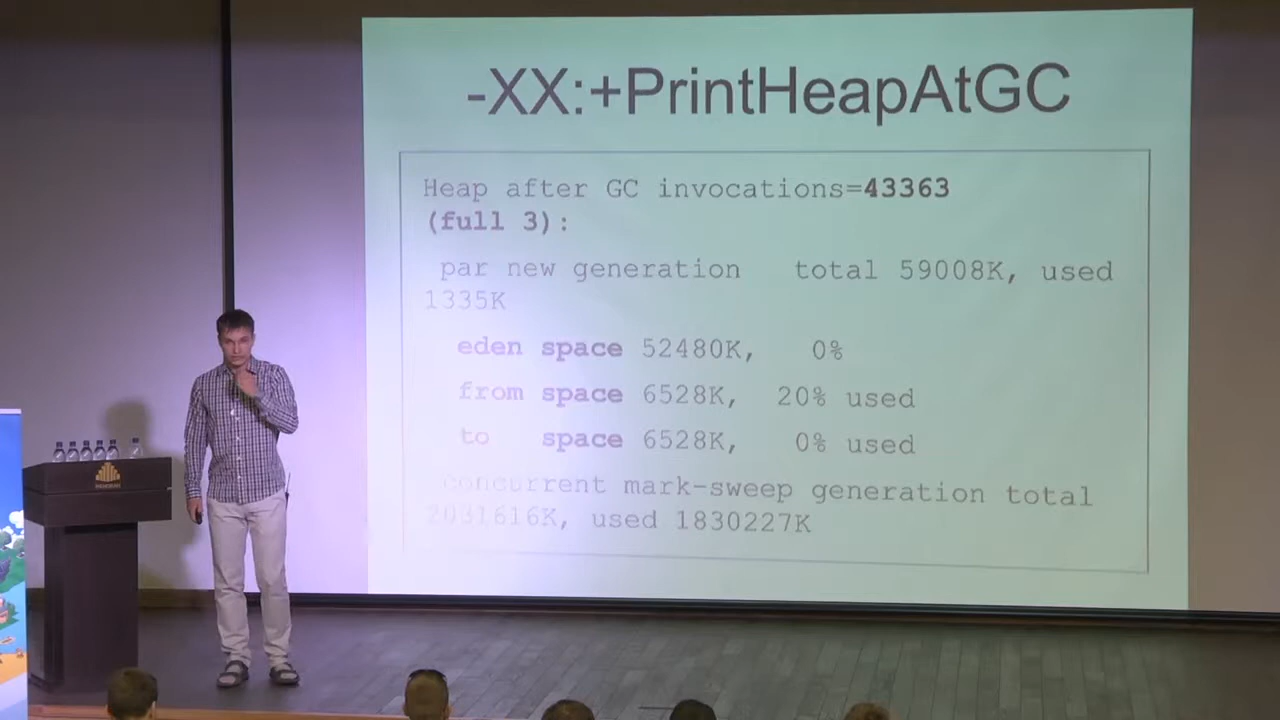 -XX:+PrintHeapAtGC
Heap after GC invocations=43363
(full 3):
par new generation total 59008K, used
1335K
eden space 52480K, 0%
from space 6528K, 20% used
to space 6528K, 0% used
concurrent mark-sweep generation total
2031616K, used 1830227K